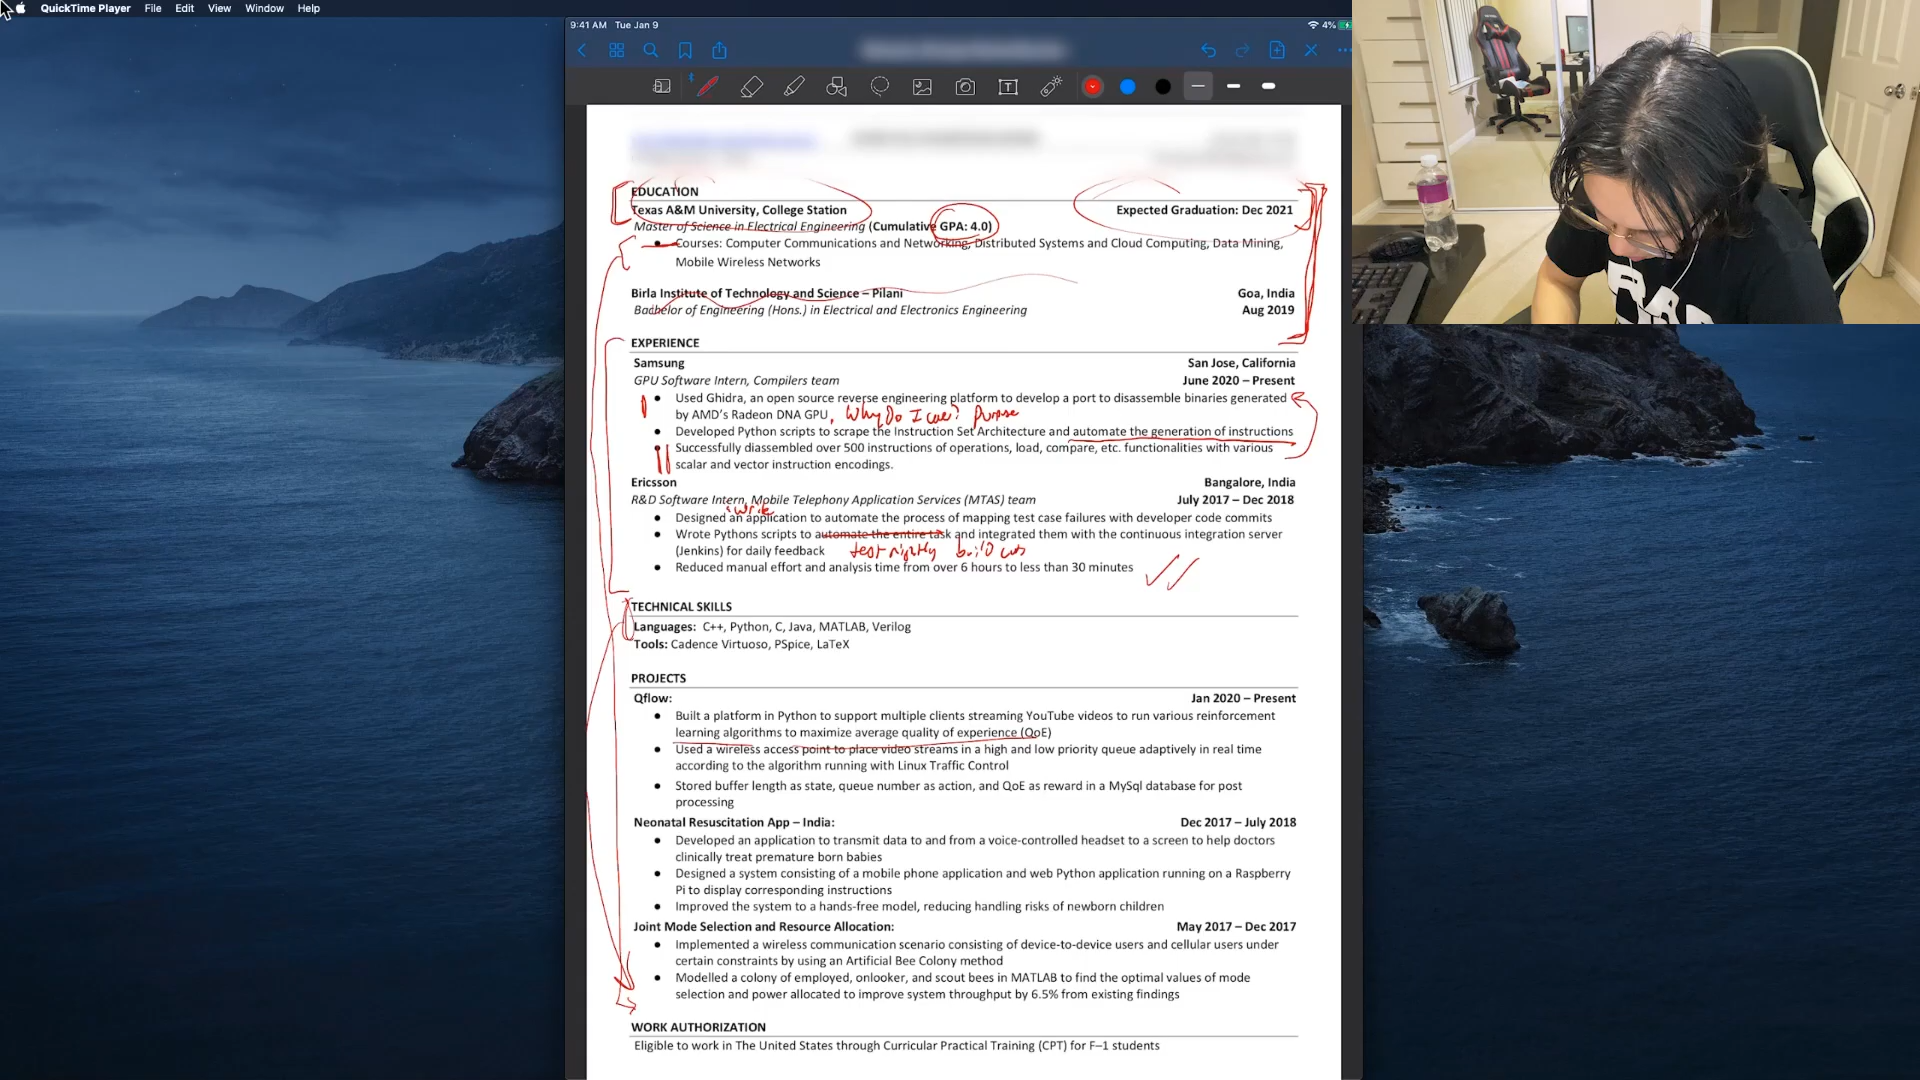 QuickTime Player File Edit View Window Help
9:41 AM Tue Jan 9
4%
EDUCATION
Texas A&M University, College Station Expected Graduation: Dec 2021
Master of Science in Electrical Engineering (Cumulative GPA: 4.0)
• Courses: Computer Communications and Networking, Distributed Systems and Cloud Computing, Data Mining,
Mobile Wireless Networks
Birla Institute of Technology and Science – Pilani Goa, India
Bachelor of Engineering (Hons.) in Electrical and Electronics Engineering Aug 2019
EXPERIENCE
Samsung San Jose, California
GPU Software Intern, Compilers team June 2020 – Present
• Used Ghidra, an open source reverse engineering platform to develop a port to disassemble binaries generated
by AMD's Radeon DNA GPU, Why Do I care? Purpose
• Developed Python scripts to scrape the Instruction Set Architecture and automate the generation of instructions
• Successfully diassembled over 500 instructions of operations, load, compare, etc. functionalities with various
scalar and vector instruction encodings.
Ericsson Bangalore, India
R&D Software Intern, Mobile Telephony Application Services (MTAS) team July 2017 – Dec 2018
• Designed an application to automate the process of mapping test case failures with developer code commits
• Wrote Pythons scripts to automate the entire task and integrated them with the continuous integration server
(Jenkins) for daily feedback test nightly build
• Reduced manual effort and analysis time from over 6 hours to less than 30 minutes
TECHNICAL SKILLS
Languages: C++, Python, C, Java, MATLAB, Verilog
Tools: Cadence Virtuoso, PSpice, LaTeX
PROJECTS
Qflow: Jan 2020 – Present
• Built a platform in Python to support multiple clients streaming YouTube videos to run various reinforcement
learning algorithms to maximize average quality of experience (QoE)
• Used a wireless access point to place video streams in a high and low priority queue adaptively in real time
according to the algorithm running with Linux Traffic Control
• Stored buffer length as state, queue number as action, and QoE as reward in a MySql database for post
processing
Neonatal Resuscitation App – India: Dec 2017 – July 2018
• Developed an application to transmit data to and from a voice-controlled headset to a screen to help doctors
clinically treat premature born babies
• Designed a system consisting of a mobile phone application and web Python application running on a Raspberry
Pi to display corresponding instructions
• Improved the system to a hands-free model, reducing handling risks of newborn children
Joint Mode Selection and Resource Allocation: May 2017 – Dec 2017
• Implemented a wireless communication scenario consisting of device-to-device users and cellular users under
certain constraints by using an Artificial Bee Colony method
• Modelled a colony of employed, onlooker, and scout bees in MATLAB to find the optimal values of mode
selection and power allocated to improve system throughput by 6.5% from existing findings
WORK AUTHORIZATION
Eligible to work in The United States through Curricular Practical Training (CPT) for F–1 students